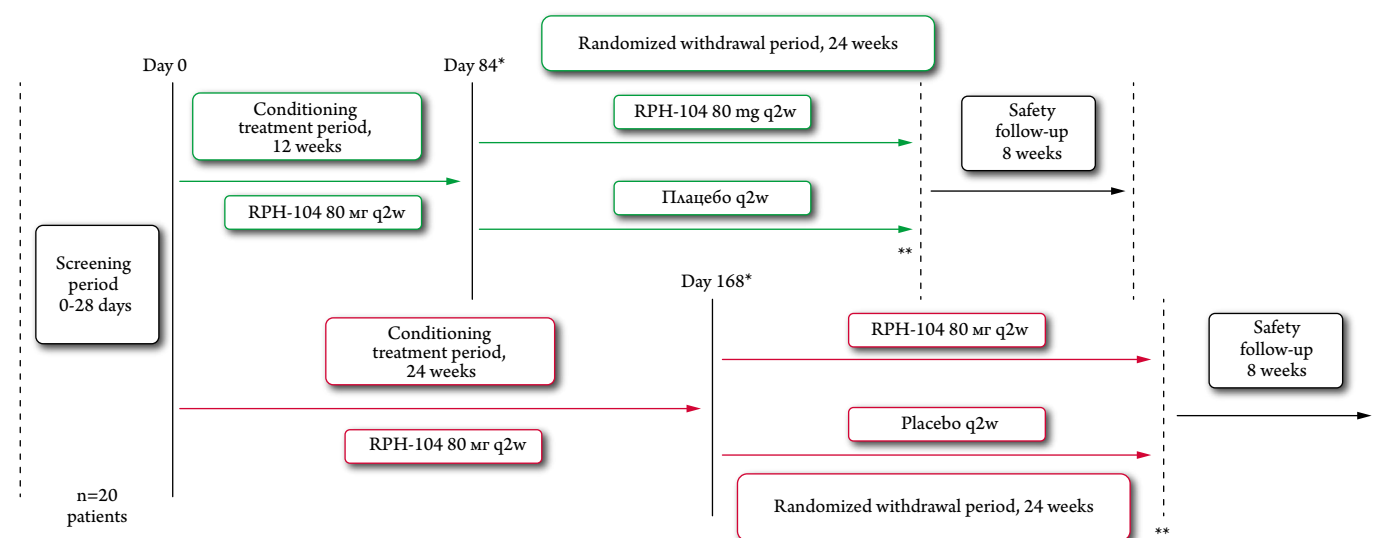 Randomized withdrawal period, 24 weeks
Day 0
Day 84*
Conditioning
treatment period,
12 weeks
RPH-104 80 mg q2w
Safety
follow-up
8 weeks
RPH-104 80 мг q2w
Плацебо q2w
**
Screening
period
0-28 days
Day 168*
Conditioning
treatment period,
24 weeks
RPH-104 80 мг q2w
Safety
follow-up
8 weeks
RPH-104 80 мг q2w
Placebo q2w
Randomized withdrawal period, 24 weeks
**
n=20
patients